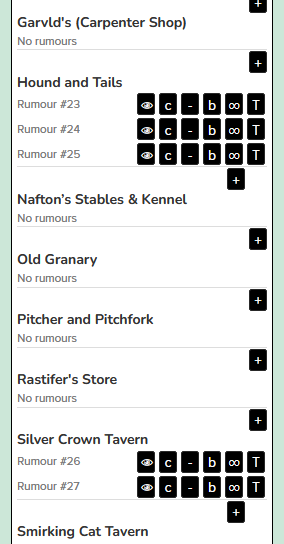 +
Garvld's (Carpenter Shop)
No rumours
+
Hound and Tails
Rumour #23 c - b ∞ T
Rumour #24 c - b ∞ T
Rumour #25 c - b ∞ T
+
Nafton's Stables & Kennel
No rumours
+
Old Granary
No rumours
+
Pitcher and Pitchfork
No rumours
+
Rastifer's Store
No rumours
+
Silver Crown Tavern
Rumour #26 c - b ∞ T
Rumour #27 c - b ∞ T
+
Smirking Cat Tavern